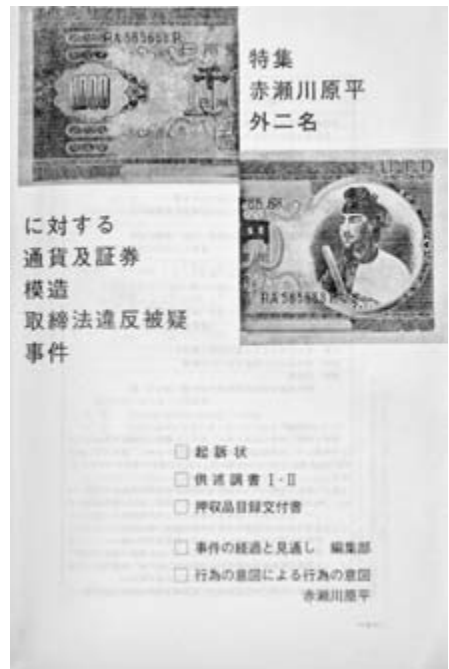 RA 565658 R
千
特集
赤瀬川原平
外二名
円
に対する
通貨及証券
模造
取締法違反被疑
事件
□ 起訴状
□ 供述調書 I・II
□ 押収品目録交付書
□ 事件の経過と見通し 編集部
□ 行為の意図による行為の意図
赤瀬川原平